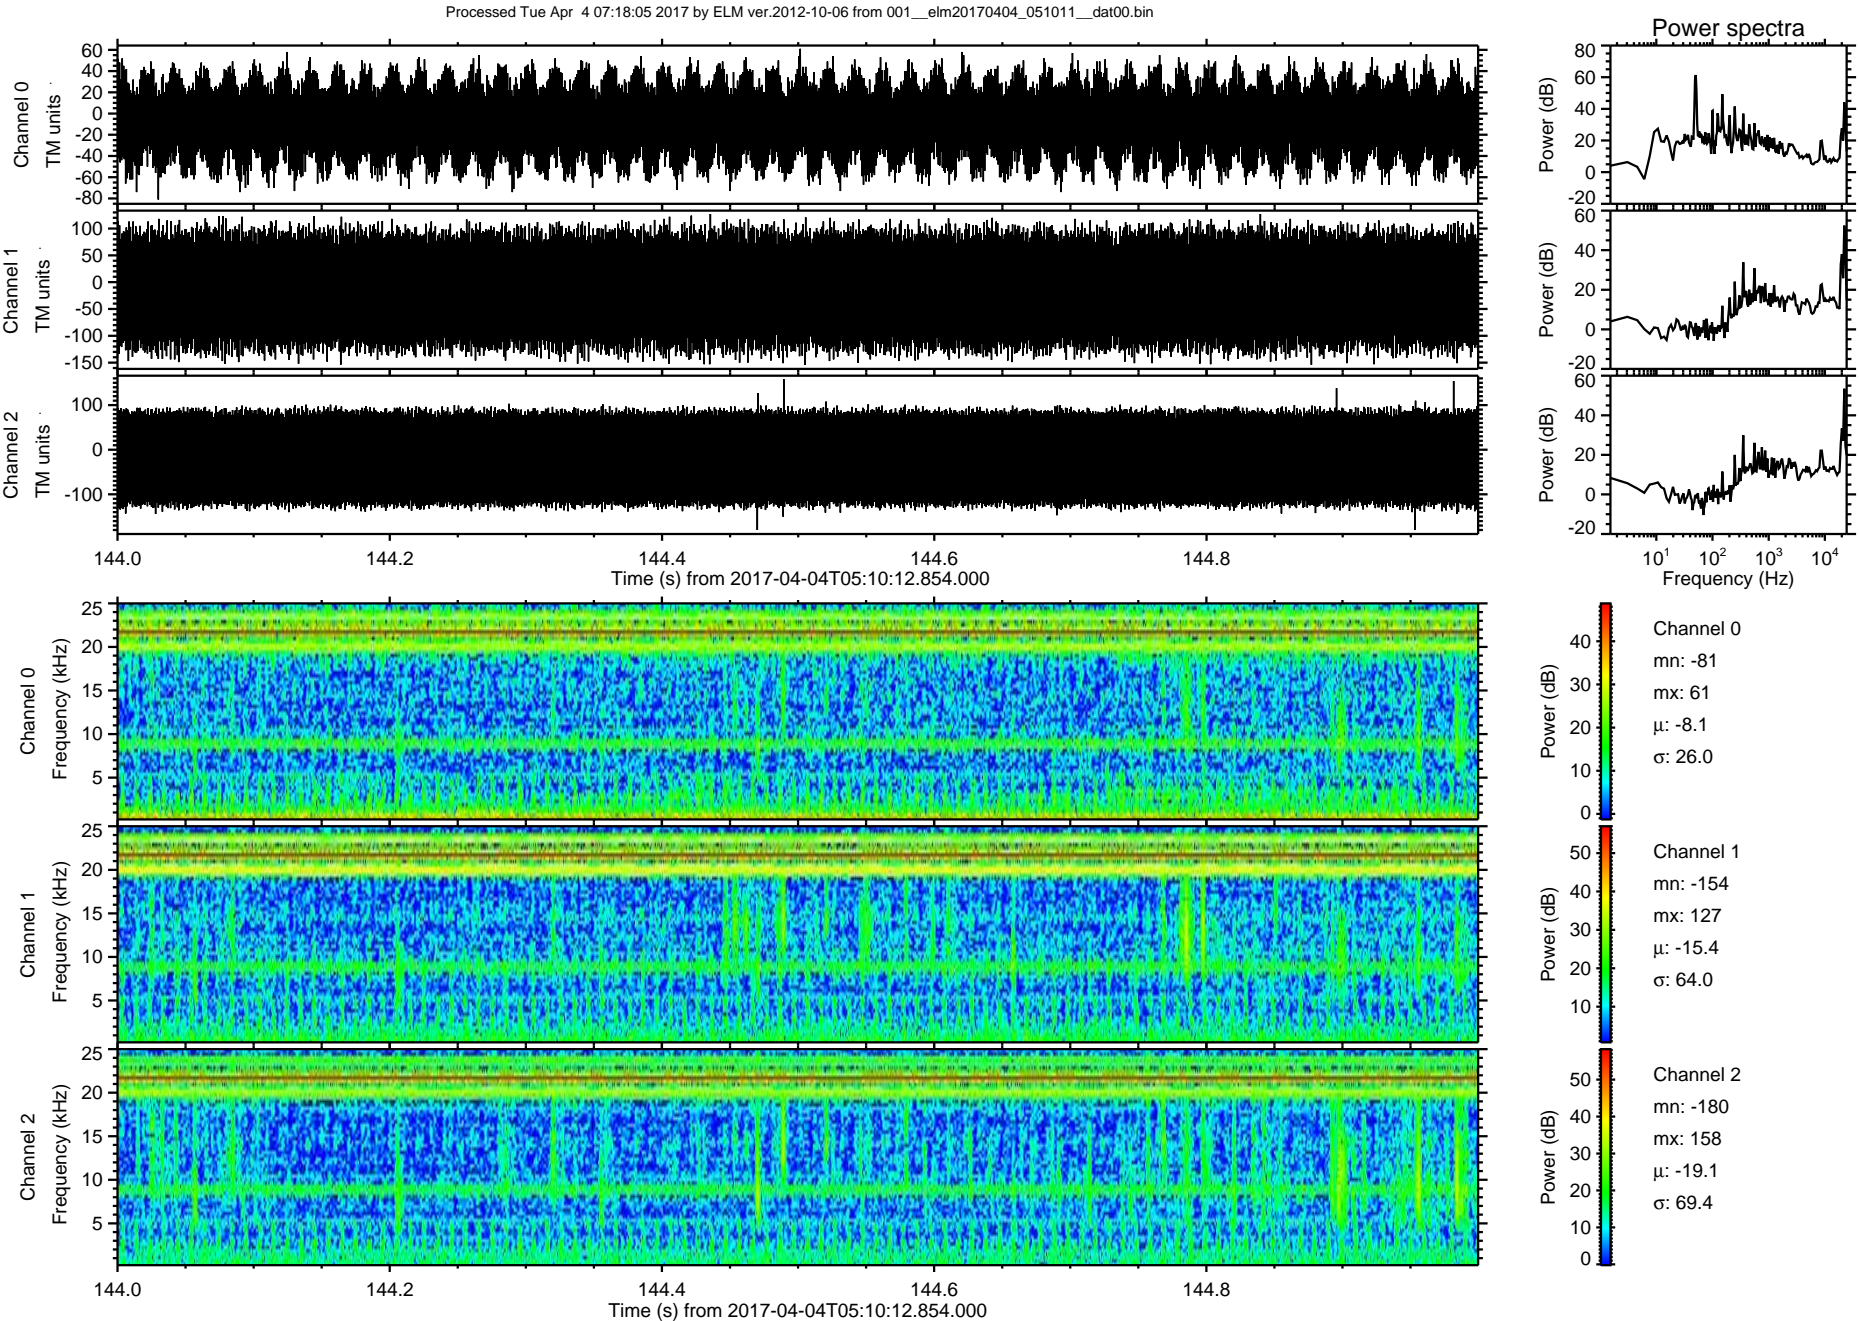 Processed Tue Apr  4 07:18:05 2017 by ELM ver.2012-10-06 from 001__elm20170404_051011__dat00.bin
Power spectra
Channel 0
TM units
60
40
20
0
-20
-40
-60
-80
Power (dB)
80
60
40
20
0
-20
Channel 1
TM units
100
50
0
-50
-100
-150
Power (dB)
60
40
20
0
-20
Channel 2
TM units
100
0
-100
Power (dB)
60
40
20
0
-20
144.0 144.2 144.4 144.6 144.8
Time (s) from 2017-04-04T05:10:12.854.000
10^1 10^2 10^3 10^4
Frequency (Hz)
Channel 0
Frequency (kHz)
25
20
15
10
5
Power (dB)
40
30
20
10
0
Channel 0
mn: -81
mx: 61
μ: -8.1
σ: 26.0
Channel 1
Frequency (kHz)
25
20
15
10
5
Power (dB)
50
40
30
20
10
Channel 1
mn: -154
mx: 127
μ: -15.4
σ: 64.0
Channel 2
Frequency (kHz)
25
20
15
10
5
Power (dB)
50
40
30
20
10
0
Channel 2
mn: -180
mx: 158
μ: -19.1
σ: 69.4
144.0 144.2 144.4 144.6 144.8
Time (s) from 2017-04-04T05:10:12.854.000